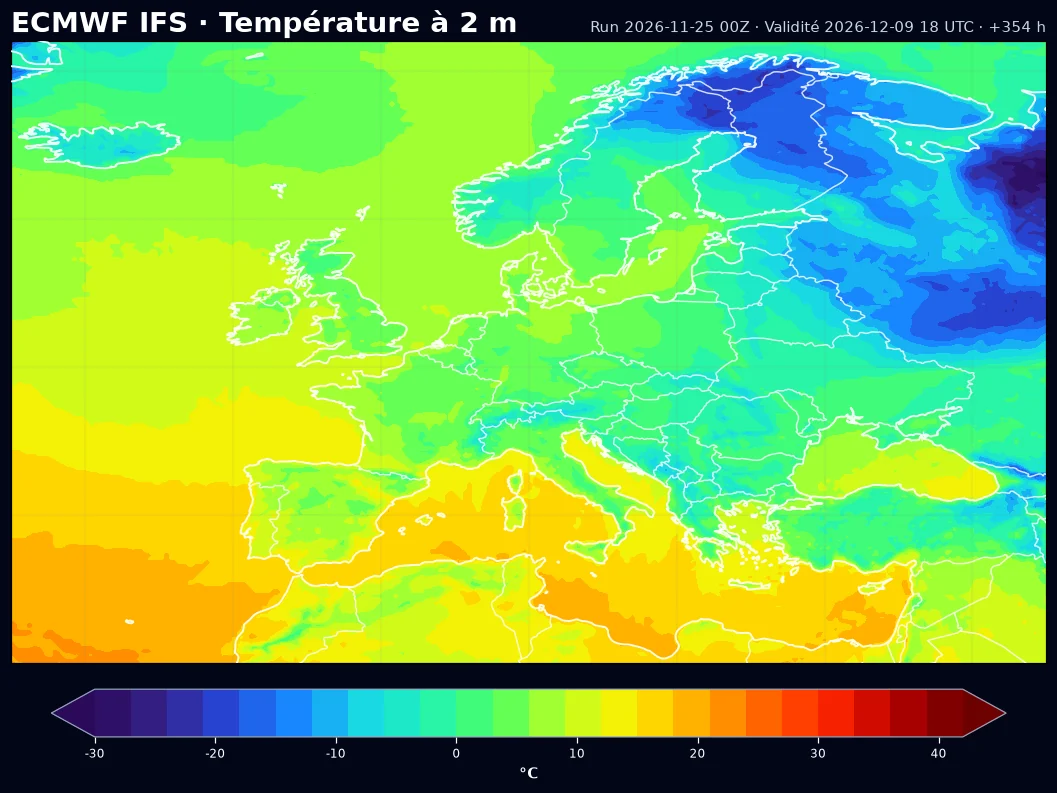 ECMWF IFS · Température à 2 m
Run 2026-11-25 00Z · Validité 2026-12-09 18 UTC · +354 h
-30 -20 -10 0 10 20 30 40
°C